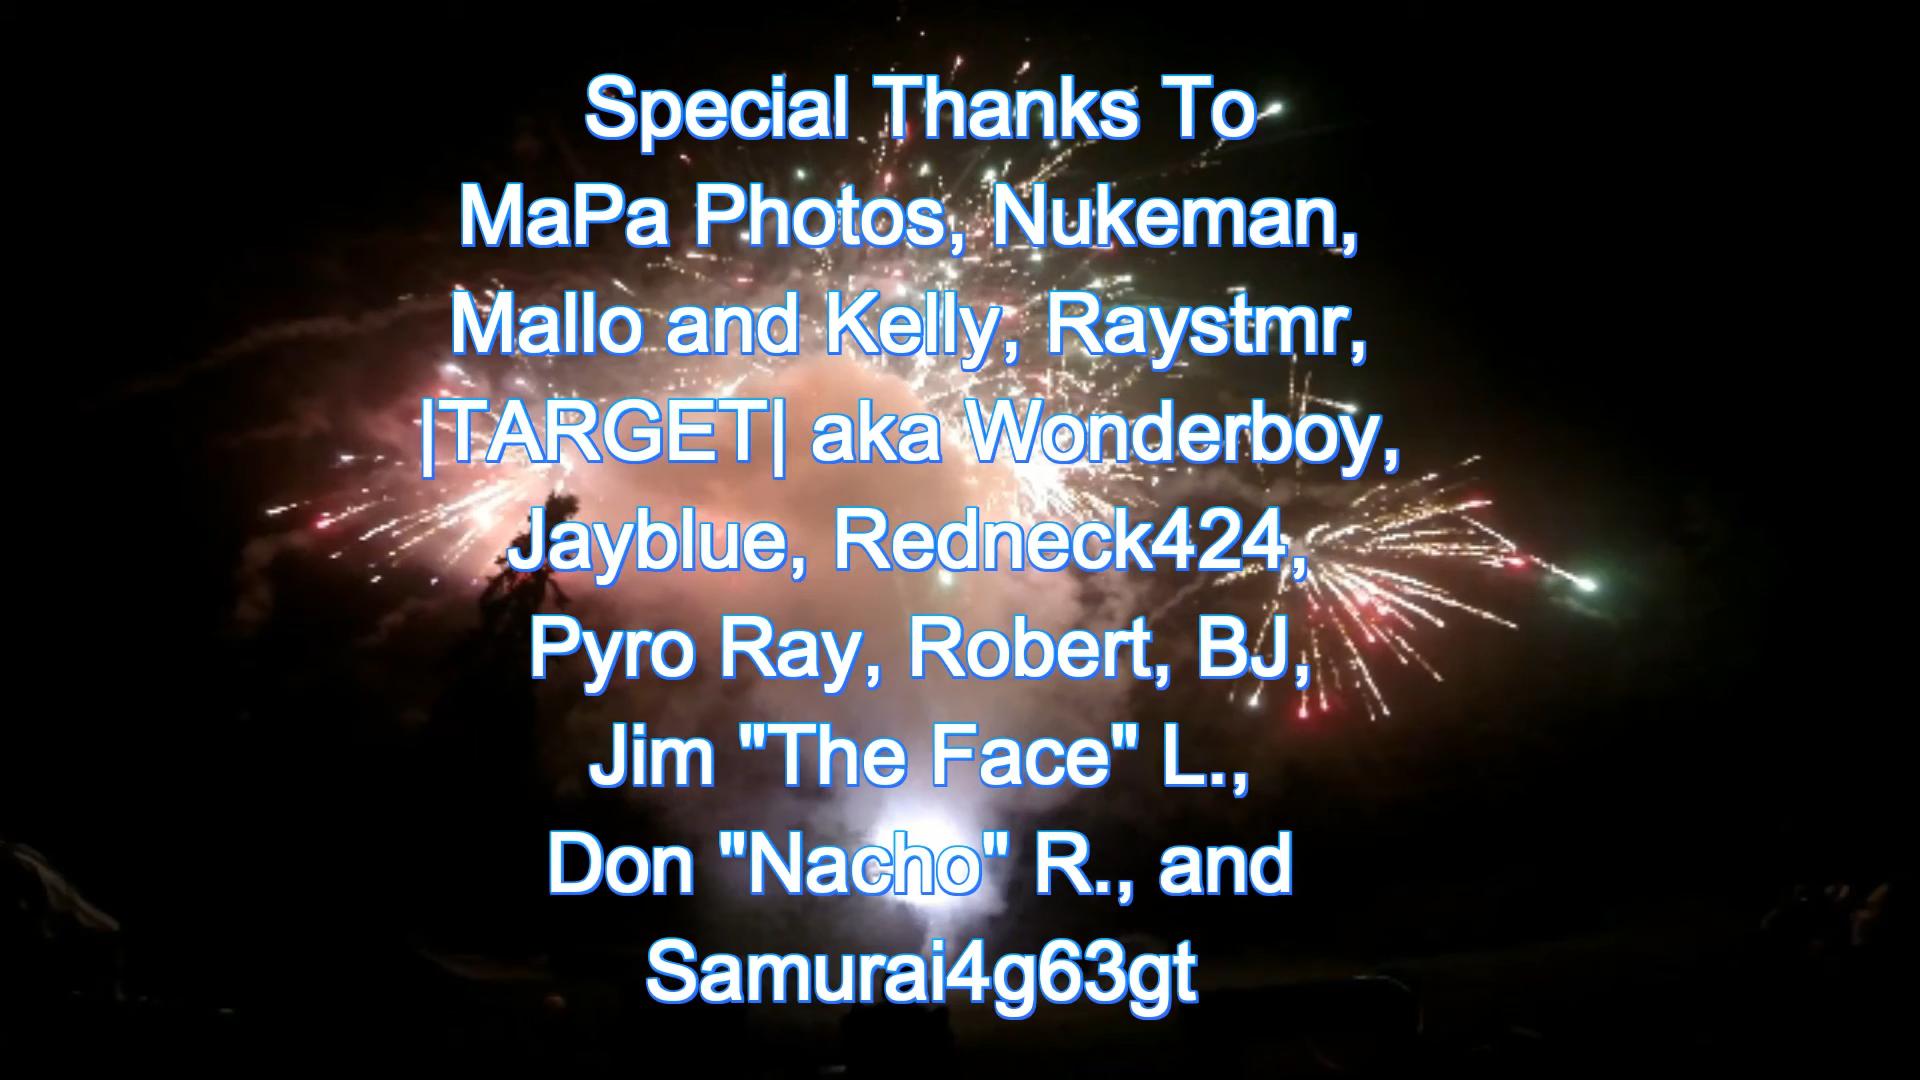 Special Thanks To
MaPa Photos, Nukeman,
Mallo and Kelly, Raystmr,
|TARGET| aka Wonderboy,
Jayblue, Redneck424,
Pyro Ray, Robert, BJ,
Jim "The Face" L.,
Don "Nacho" R., and
Samurai4g63gt